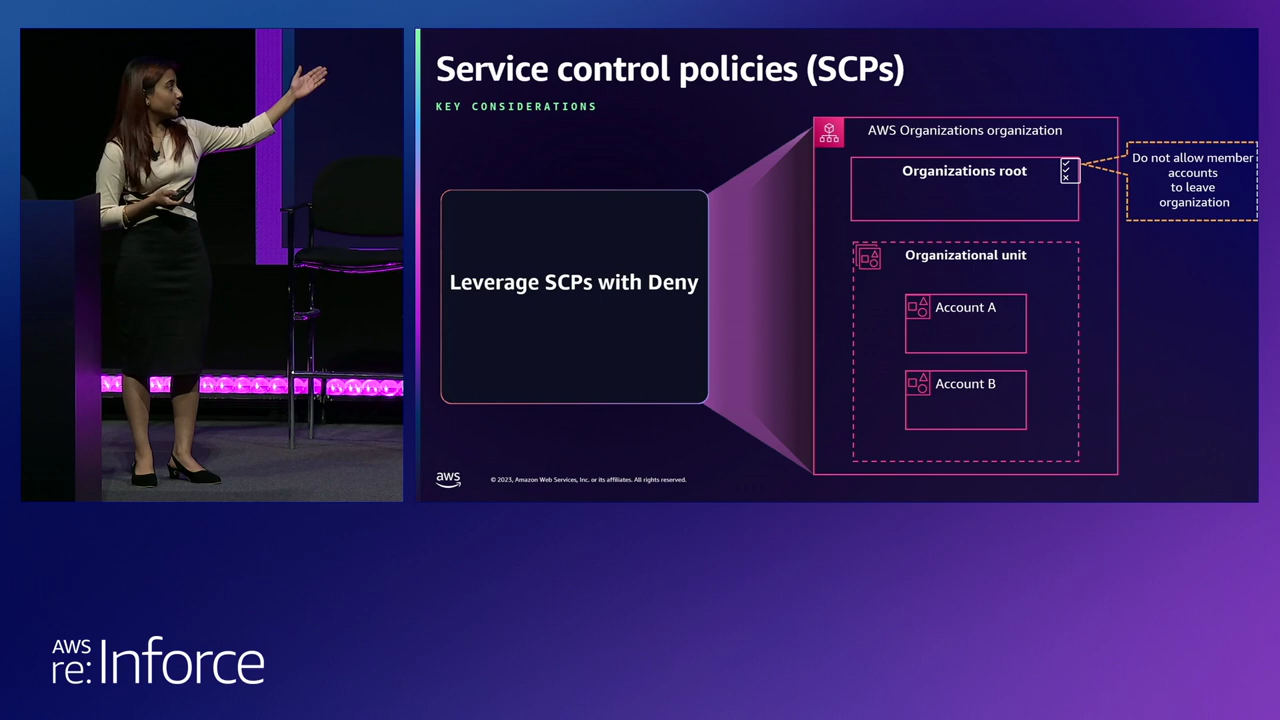 Service control policies (SCPs)
KEY CONSIDERATIONS
Leverage SCPs with Deny
AWS Organizations organization
Organizations root
Do not allow member
accounts
to leave
organization
Organizational unit
Account A
Account B
aws
© 2023, Amazon Web Services, Inc. or its affiliates. All rights reserved.
AWS
re:Inforce